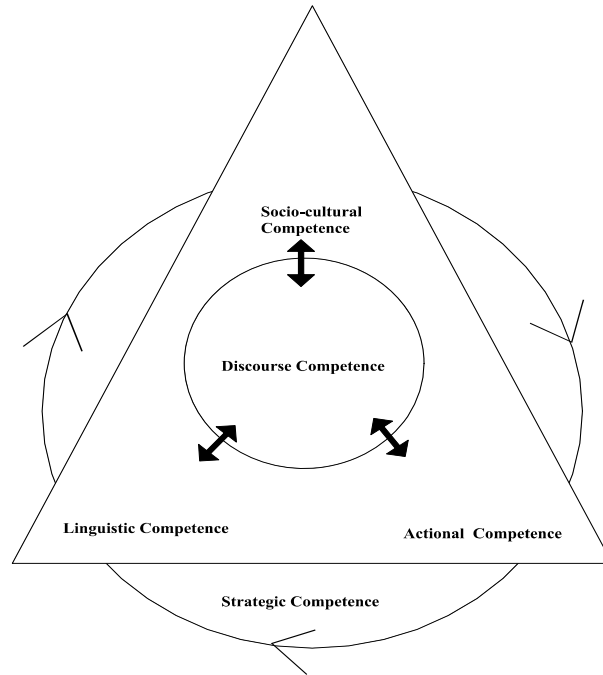 Socio-cultural
Competence
Discourse Competence
Linguistic Competence
Actional Competence
Strategic Competence